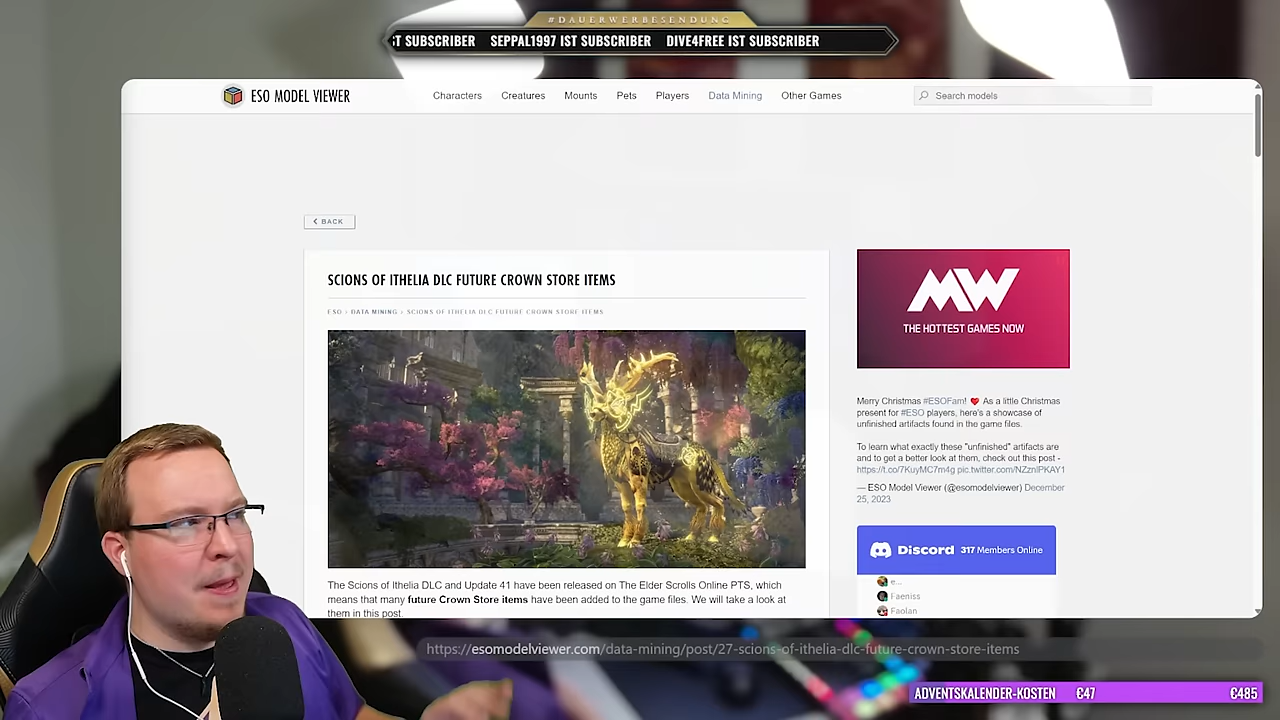 #DAUERWERBESENDUNG
ST SUBSCRIBER SEPPAL1997 IST SUBSCRIBER DIVE4FREE IST SUBSCRIBER
ESO MODEL VIEWER
Characters Creatures Mounts Pets Players Data Mining Other Games
Search models
BACK
SCIONS OF ITHELIA DLC FUTURE CROWN STORE ITEMS
ESO › DATA MINING › SCIONS OF ITHELIA DLC FUTURE CROWN STORE ITEMS
The Scions of Ithelia DLC and Update 41 have been released on The Elder Scrolls Online PTS, which
means that many future Crown Store items have been added to the game files. We will take a look at
them in this post.
MW
THE HOTTEST GAMES NOW
Merry Christmas #ESOFam! ❤ As a little Christmas
present for #ESO players, here's a showcase of
unfinished artifacts found in the game files.
To learn what exactly these "unfinished" artifacts are
and to get a better look at them, check out this post -
https://t.co/7KuyMC7m4g pic.twitter.com/NZznlPKAY1
— ESO Model Viewer (@esomodelviewer) December
25, 2023
Discord 317 Members Online
e...
Faeniss
Faolan
https://esomodelviewer.com/data-mining/post/27-scions-of-ithelia-dlc-future-crown-store-items
ADVENTSKALENDER-KOSTEN €47 €485